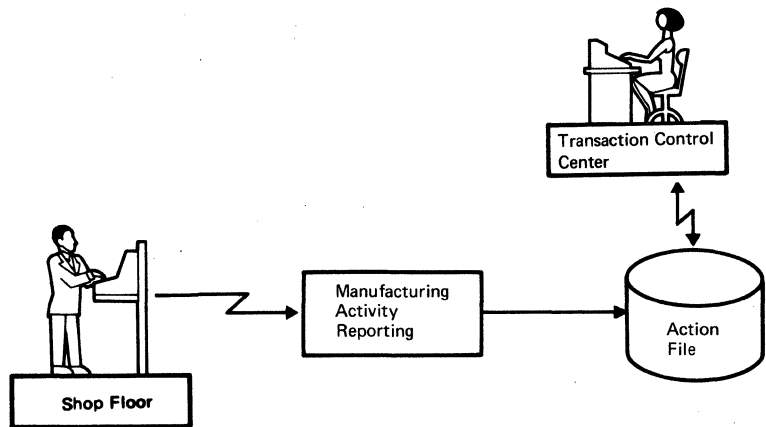 Transaction Control
Center
Manufacturing
Activity
Reporting
Action
File
Shop Floor